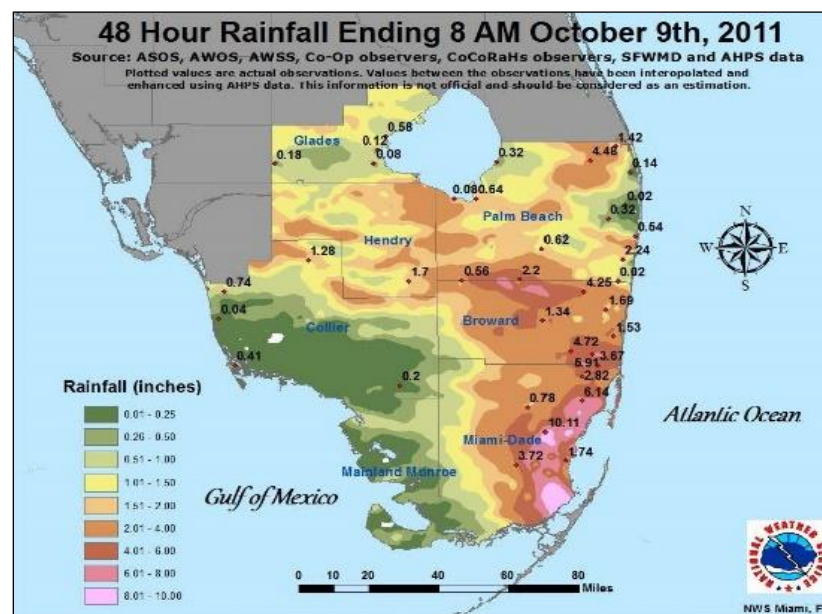 48 Hour Rainfall Ending 8 AM October 9th, 2011
Source: ASOS, AWOS, AWSS, Co-Op observers, CoCoRaHs observers, SFWMD and AHPS data
Plotted values are actual observations. Values between the observations have been interpolated and
enhanced using AHPS data. This information is not official and should be considered as an estimation.
0.58
Glades
0.12
1.42
4.48
0.18
0.08
0.32
0.14
0.08
0.64
0.02
Palm Beach
0.32
0.54
Hendry
0.62
N
W
E
S
1.28
2.24
1.7
0.56
2.2
0.02
0.74
4.25
0.04
Collier
Broward
1.34
1.69
1.53
0.41
4.72
3.67
5.91
0.2
2.82
Rainfall (inches)
0.01 - 0.25
0.26 - 0.50
0.51 - 1.00
1.01 - 1.50
1.51 - 2.00
2.01 - 4.00
4.01 - 6.00
6.01 - 8.00
8.01 - 10.00
0.78
6.14
Atlantic Ocean
10.11
Miami-Dade
3.72
1.74
Mainland Monroe
Gulf of Mexico
0
20
40
60
80
Miles
NATIONAL WEATHER SERVICE
NWS Miami, F